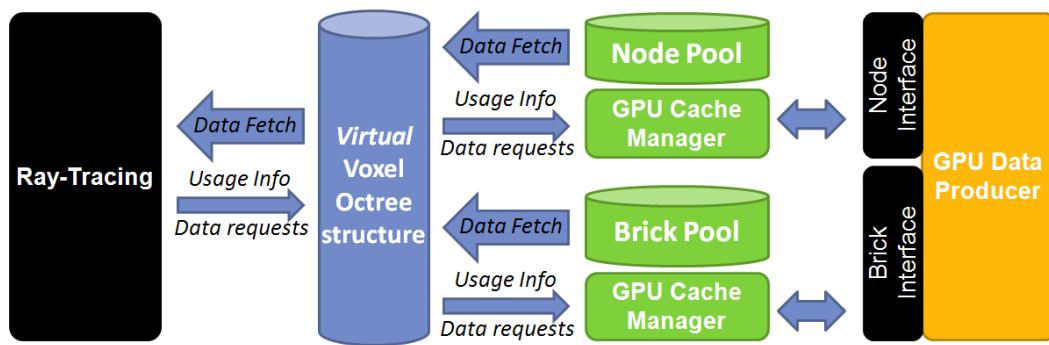 Ray-Tracing
Data Fetch
Usage Info
Data requests
Virtual
Voxel
Octree
structure
Data Fetch
Usage Info
Data requests
Node Pool
GPU Cache
Manager
Data Fetch
Usage Info
Data requests
Brick Pool
GPU Cache
Manager
Node
Interface
Brick
Interface
GPU Data
Producer